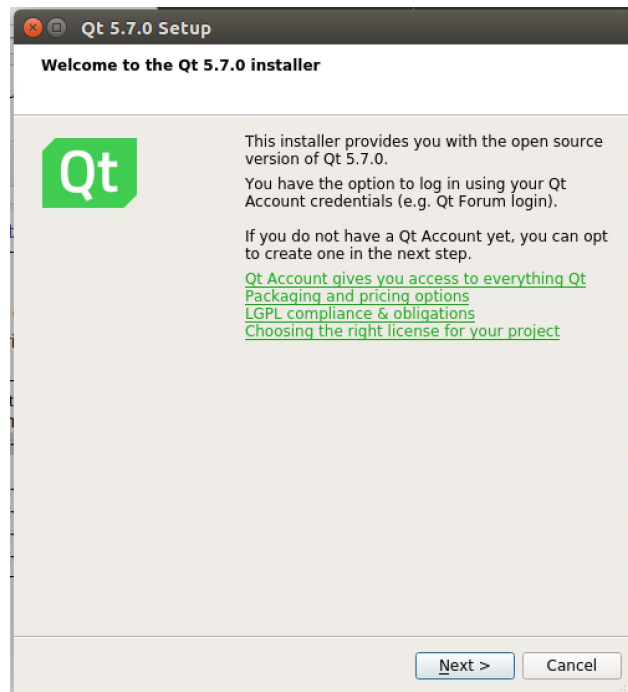 Qt 5.7.0 Setup
Welcome to the Qt 5.7.0 installer
Qt
This installer provides you with the open source
version of Qt 5.7.0.
You have the option to log in using your Qt
Account credentials (e.g. Qt Forum login).
If you do not have a Qt Account yet, you can opt
to create one in the next step.
Qt Account gives you access to everything Qt
Packaging and pricing options
LGPL compliance & obligations
Choosing the right license for your project
Next >
Cancel